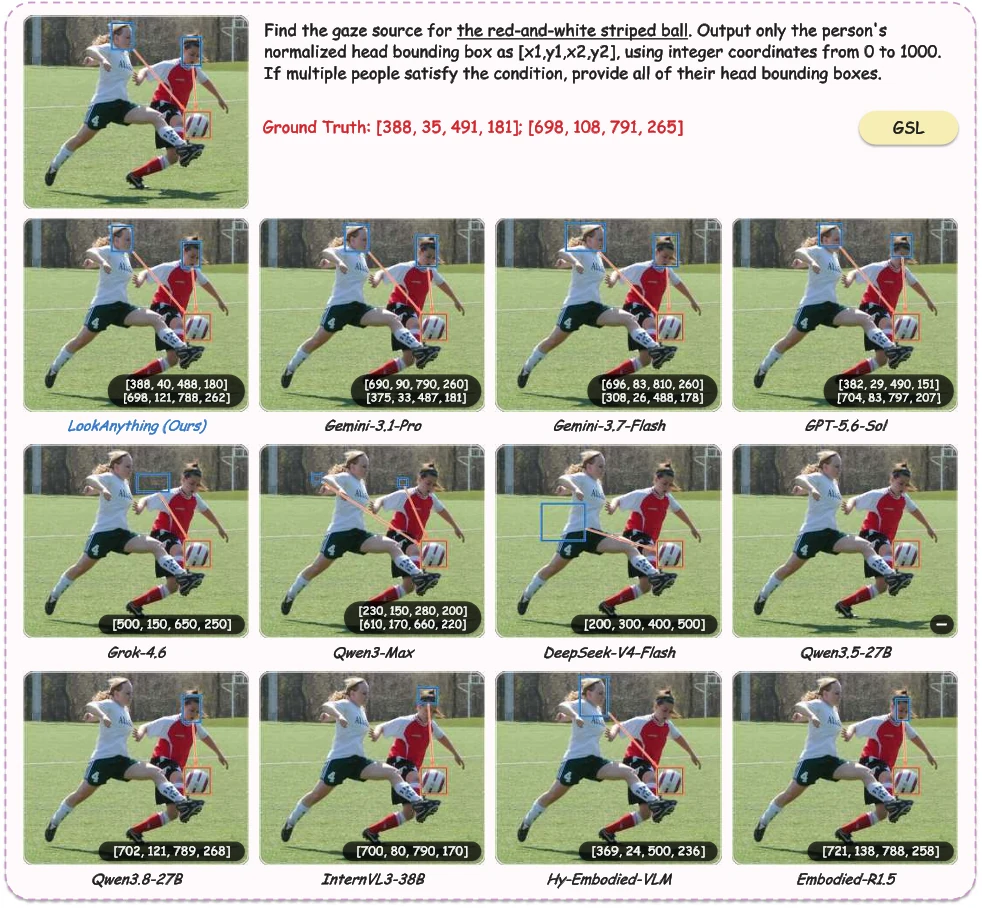 Find the gaze source for the red-and-white striped ball. Output only the person's
normalized head bounding box as [x1,y1,x2,y2], using integer coordinates from 0 to 1000.
If multiple people satisfy the condition, provide all of their head bounding boxes.
Ground Truth: [388, 35, 491, 181]; [698, 108, 791, 265]
GSL
[388, 40, 488, 180]
[698, 121, 788, 262]
[690, 90, 790, 260]
[375, 33, 487, 181]
[696, 83, 810, 260]
[308, 26, 488, 178]
[382, 29, 490, 151]
[704, 83, 797, 207]
LookAnything (Ours)
Gemini-3.1-Pro
Gemini-3.7-Flash
GPT-5.6-Sol
[500, 150, 650, 250]
[230, 150, 280, 200]
[610, 170, 660, 220]
[200, 300, 400, 500]
–
Grok-4.6
Qwen3-Max
DeepSeek-V4-Flash
Qwen3.5-27B
[702, 121, 789, 268]
[700, 80, 790, 170]
[369, 24, 500, 236]
[721, 138, 788, 258]
Qwen3.8-27B
InternVL3-38B
Hy-Embodied-VLM
Embodied-R1.5